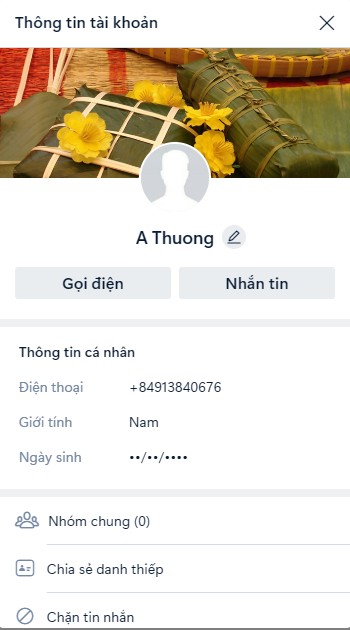 Thông tin tài khoản
A Thuong
Gọi điện
Nhắn tin
Thông tin cá nhân
Điện thoại +84913840676
Giới tính Nam
Ngày sinh ••/••/••••
Nhóm chung (0)
Chia sẻ danh thiếp
Chặn tin nhắn